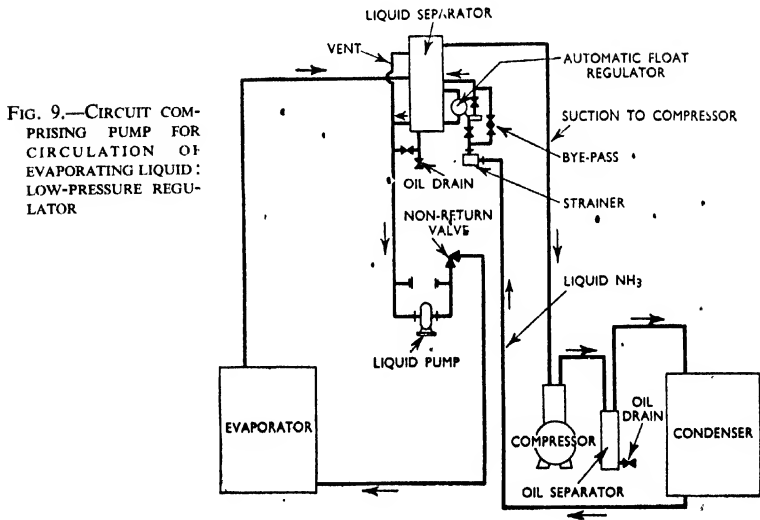 FIG. 9.—CIRCUIT COM-
PRISING PUMP FOR
CIRCULATION OF
EVAPORATING LIQUID:
LOW-PRESSURE REGU-
LATOR
LIQUID SEPARATOR
VENT
AUTOMATIC FLOAT
REGULATOR
SUCTION TO COMPRESSOR
BYE-PASS
OIL DRAIN
STRAINER
NON-RETURN
VALVE
LIQUID NH3
LIQUID PUMP
EVAPORATOR
COMPRESSOR
OIL
DRAIN
CONDENSER
OIL SEPARATOR